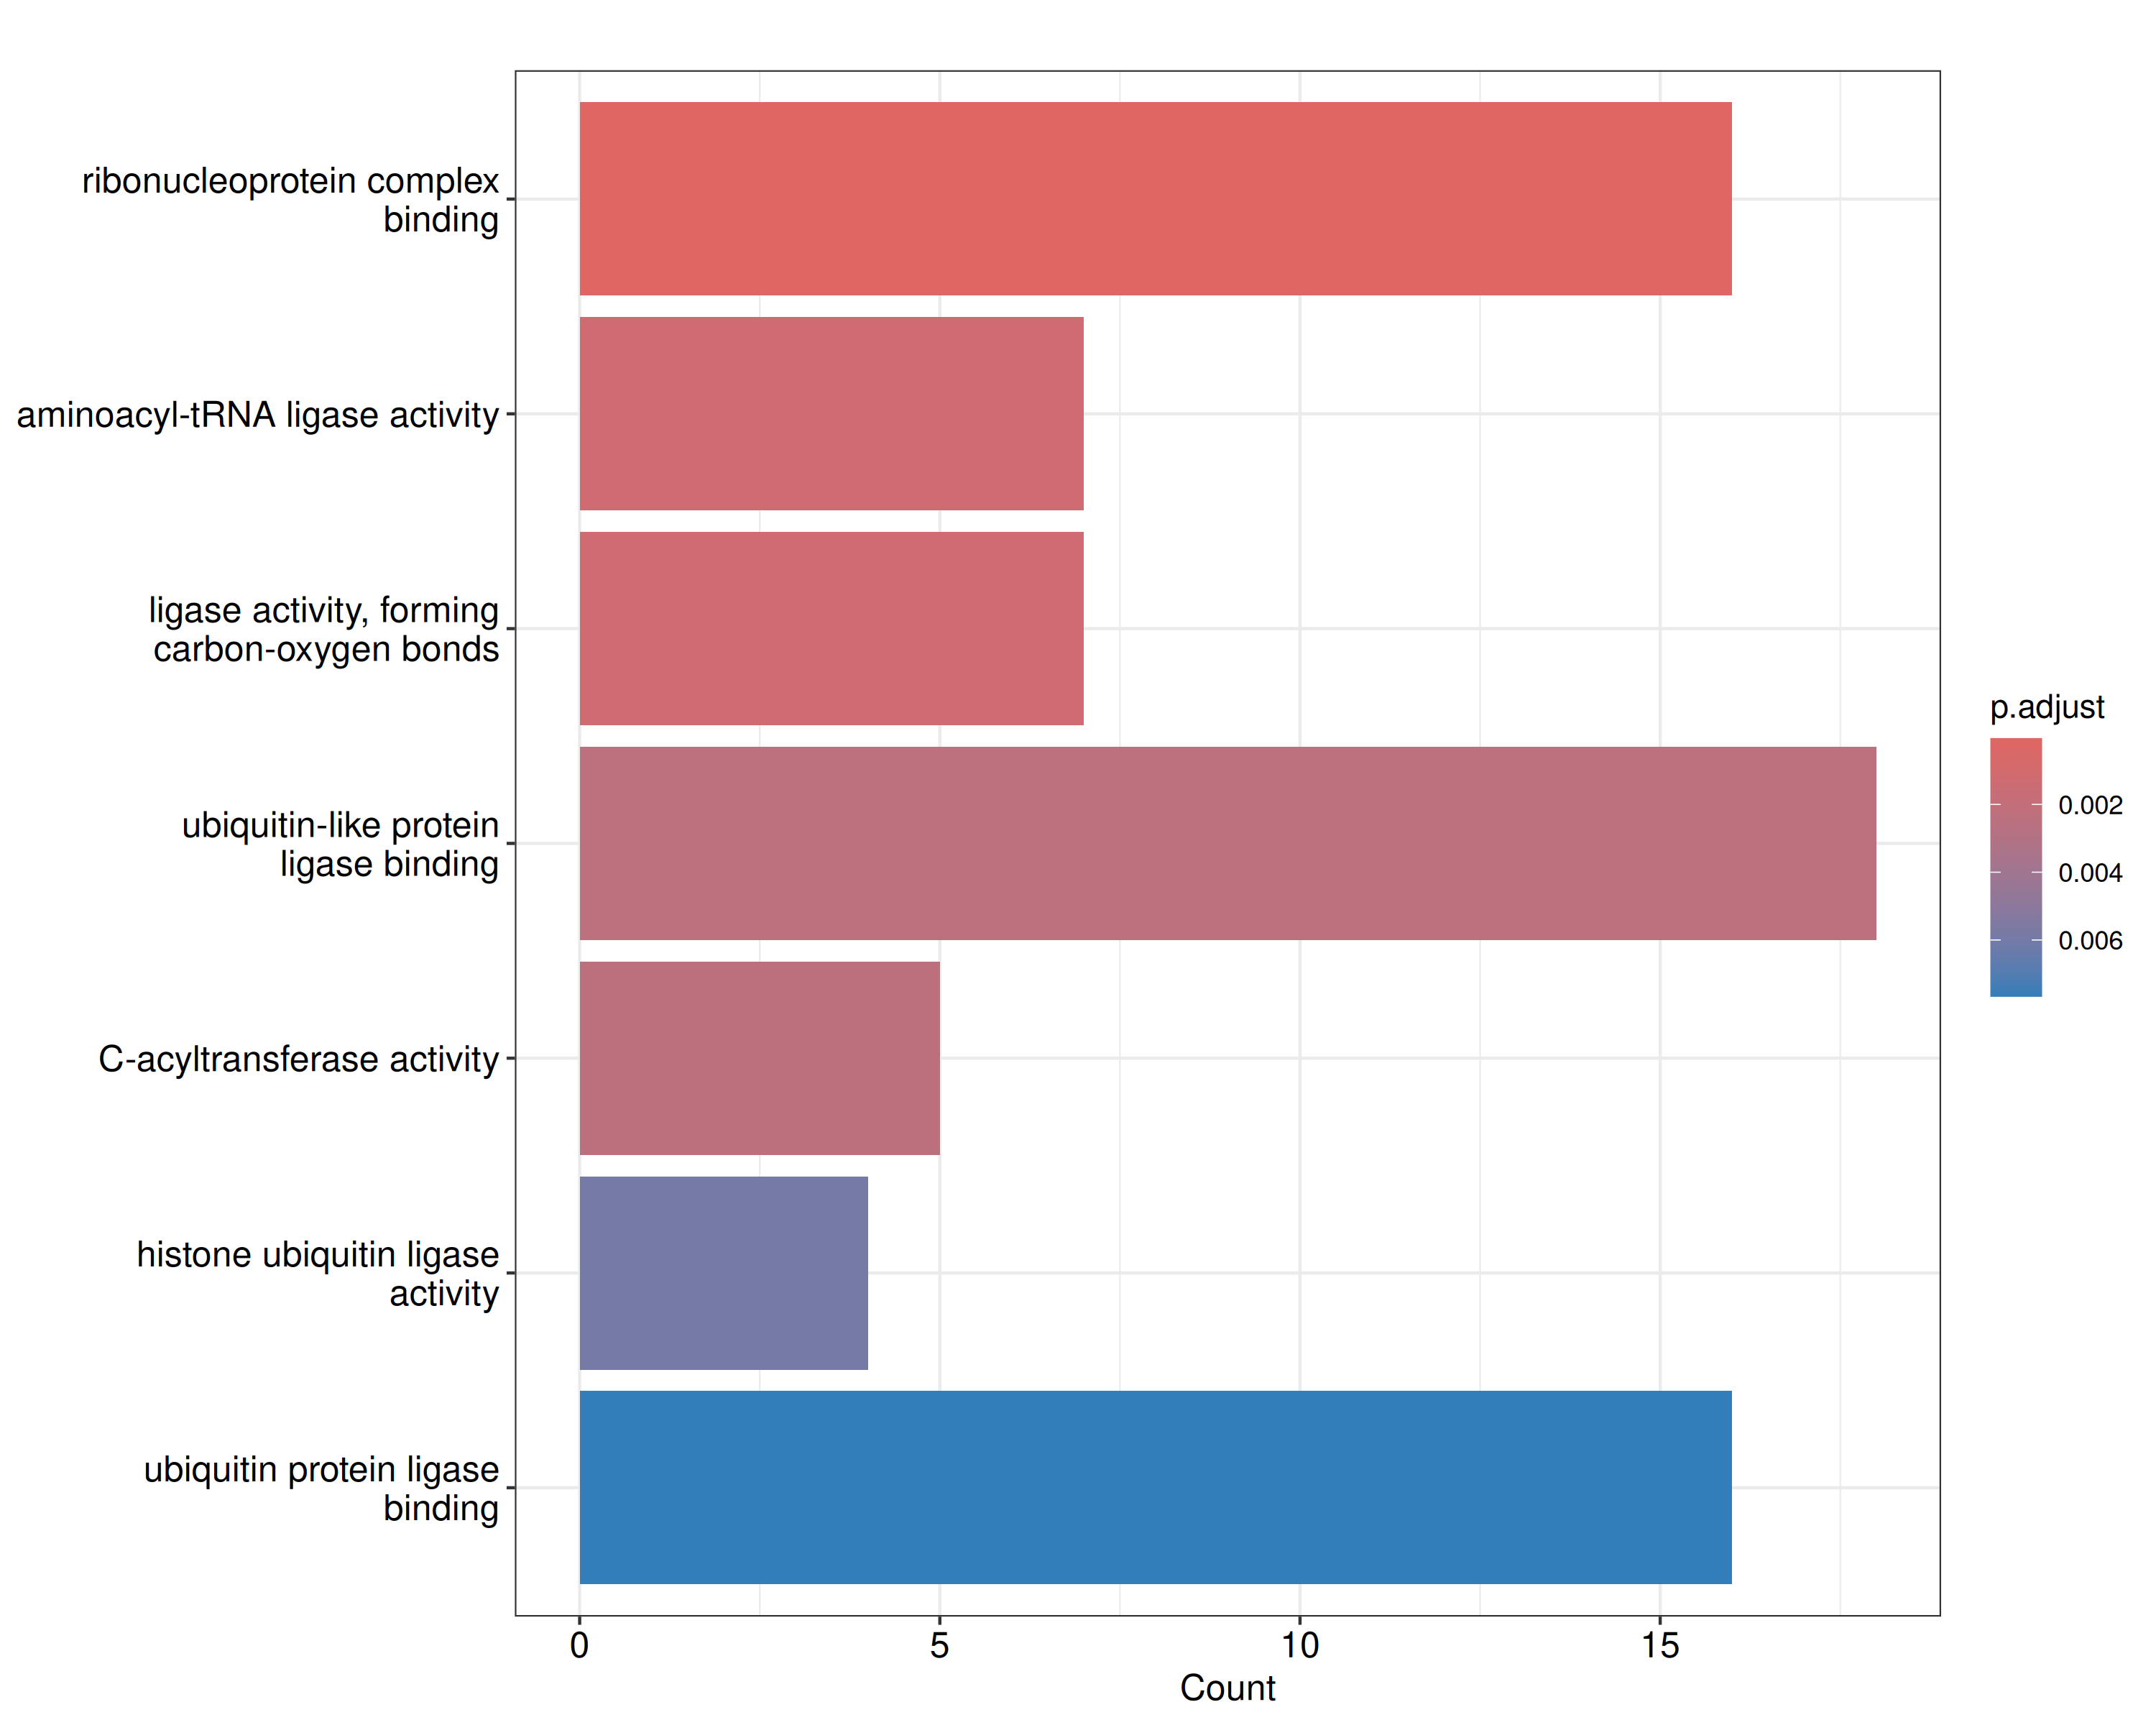 ribonucleoprotein complex
binding
aminoacyl-tRNA ligase activity
ligase activity, forming
carbon-oxygen bonds
ubiquitin-like protein
ligase binding
C-acyltransferase activity
histone ubiquitin ligase
activity
ubiquitin protein ligase
binding
0 5 10 15
Count
p.adjust
0.002
0.004
0.006